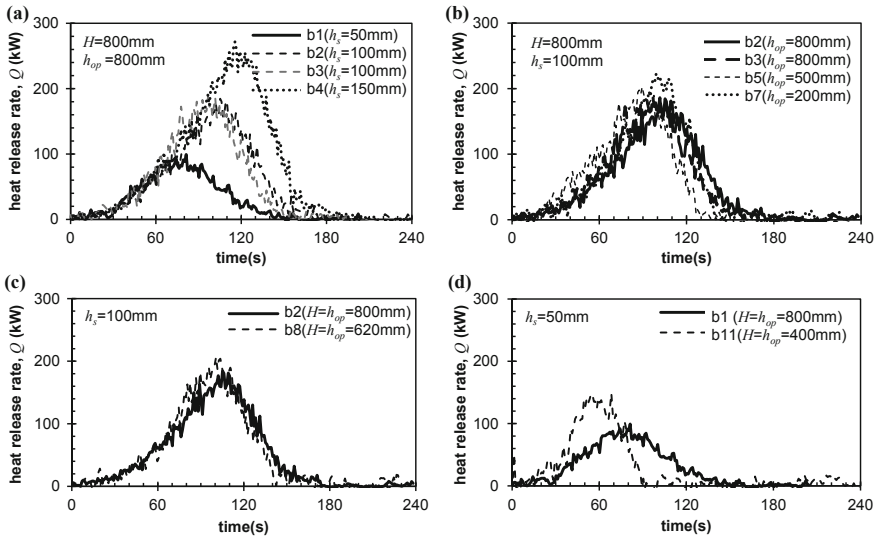 (a)
heat release rate, Q (kW)
300
200
100
0
H=800mm
h_op=800mm
b1(h_s=50mm)
b2(h_s=100mm)
b3(h_s=100mm)
b4(h_s=150mm)
0 60 120 180 240
time(s)
(b)
heat release rate, Q (kW)
300
200
100
0
H=800mm
h_s=100mm
b2(h_op=800mm)
b3(h_op=800mm)
b5(h_op=500mm)
b7(h_op=200mm)
0 60 120 180 240
time(s)
(c)
heat release rate, Q (kW)
300
200
100
0
h_s=100mm
b2(H=h_op=800mm)
b8(H=h_op=620mm)
0 60 120 180 240
time(s)
(d)
heat release rate, Q (kW)
300
200
100
0
h_s=50mm
b1 (H=h_op=800mm)
b11(H=h_op=400mm)
0 60 120 180 240
time(s)